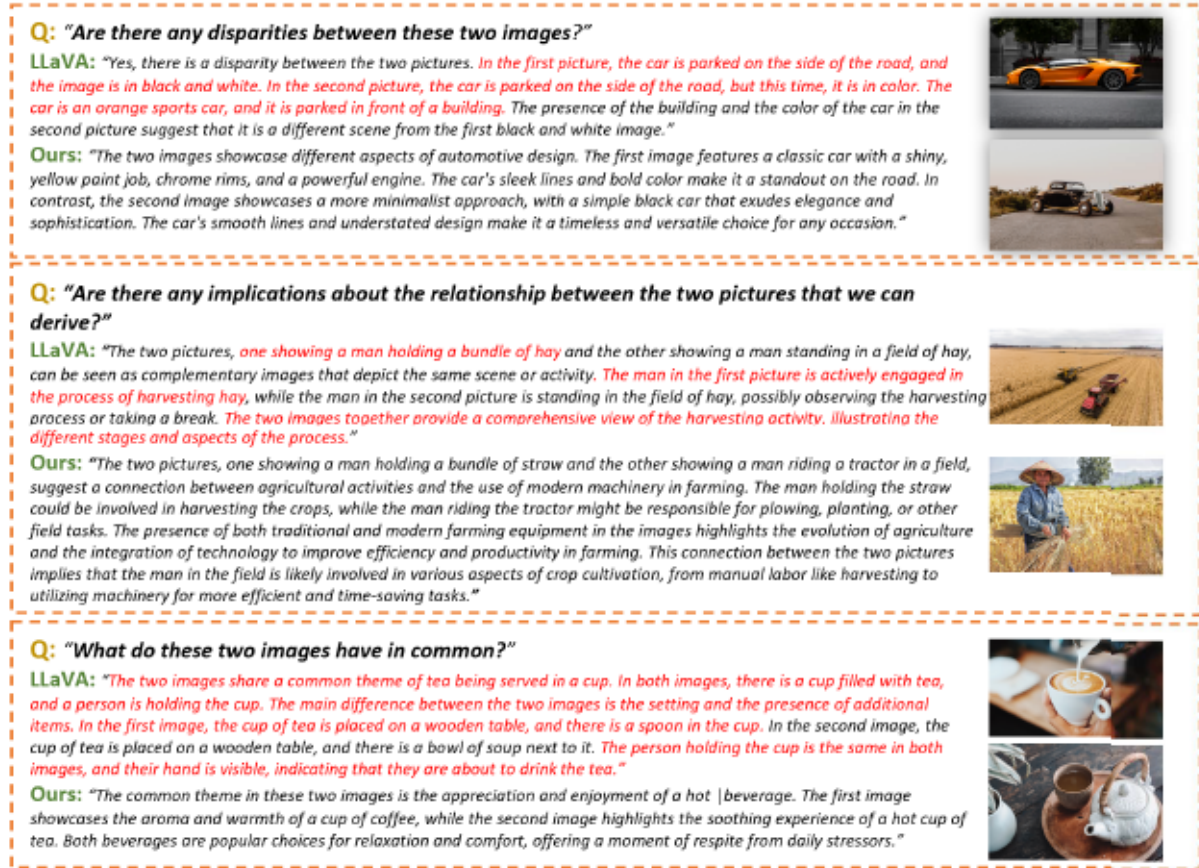 Q: “Are there any disparities between these two images?”
LLaVA: “Yes, there is a disparity between the two pictures. In the first picture, the car is parked on the side of the road, and
the image is in black and white. In the second picture, the car is parked on the side of the road, but this time, it is in color. The
car is an orange sports car, and it is parked in front of a building. The presence of the building and the color of the car in the
second picture suggest that it is a different scene from the first black and white image.”
Ours: “The two images showcase different aspects of automotive design. The first image features a classic car with a shiny,
yellow paint job, chrome rims, and a powerful engine. The car's sleek lines and bold color make it a standout on the road. In
contrast, the second image showcases a more minimalist approach, with a simple black car that exudes elegance and
sophistication. The car's smooth lines and understated design make it a timeless and versatile choice for any occasion.”
Q: “Are there any implications about the relationship between the two pictures that we can
derive?”
LLaVA: “The two pictures, one showing a man holding a bundle of hay and the other showing a man standing in a field of hay,
can be seen as complementary images that depict the same scene or activity. The man in the first picture is actively engaged in
the process of harvesting hay, while the man in the second picture is standing in the field of hay, possibly observing the harvesting
process or taking a break. The two images together provide a comprehensive view of the harvesting activity, illustrating the
different stages and aspects of the process.”
Ours: “The two pictures, one showing a man holding a bundle of straw and the other showing a man riding a tractor in a field,
suggest a connection between agricultural activities and the use of modern machinery in farming. The man holding the straw
could be involved in harvesting the crops, while the man riding the tractor might be responsible for plowing, planting, or other
field tasks. The presence of both traditional and modern farming equipment in the images highlights the evolution of agriculture
and the integration of technology to improve efficiency and productivity in farming. This connection between the two pictures
implies that the man in the field is likely involved in various aspects of crop cultivation, from manual labor like harvesting to
utilizing machinery for more efficient and time-saving tasks.”
Q: “What do these two images have in common?”
LLaVA: “The two images share a common theme of tea being served in a cup. In both images, there is a cup filled with tea,
and a person is holding the cup. The main difference between the two images is the setting and the presence of additional
items. In the first image, the cup of tea is placed on a wooden table, and there is a spoon in the cup. In the second image, the
cup of tea is placed on a wooden table, and there is a bowl of soup next to it. The person holding the cup is the same in both
images, and their hand is visible, indicating that they are about to drink the tea.”
Ours: “The common theme in these two images is the appreciation and enjoyment of a hot |beverage. The first image
showcases the aroma and warmth of a cup of coffee, while the second image highlights the soothing experience of a hot cup of
tea. Both beverages are popular choices for relaxation and comfort, offering a moment of respite from daily stressors.”